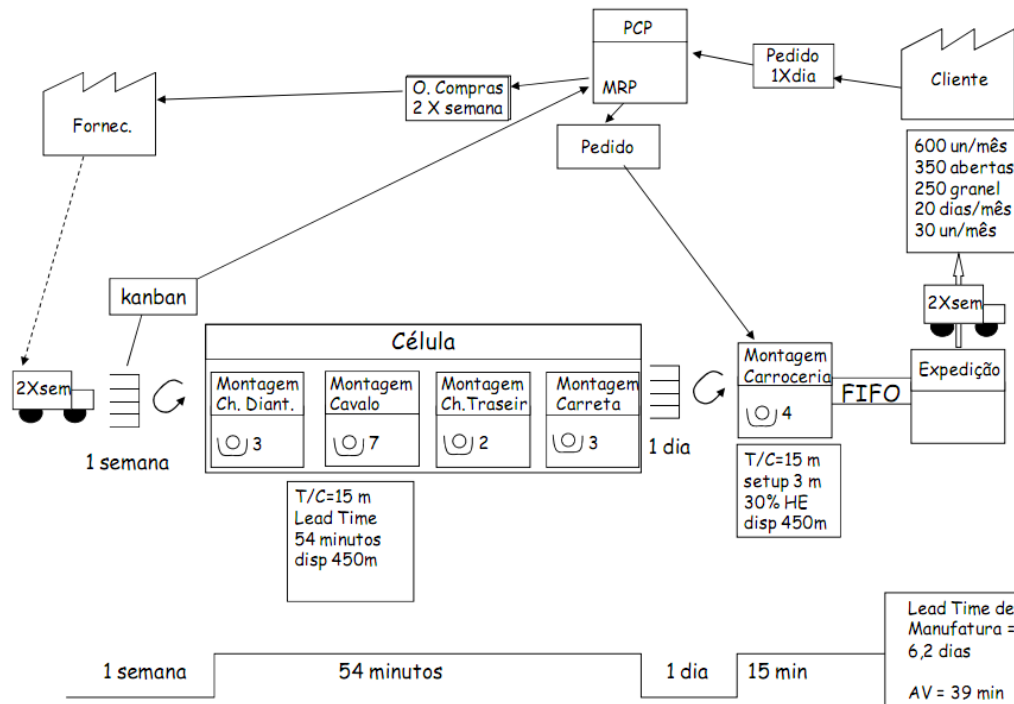 PCP
MRP
Pedido
1Xdia
Cliente
O. Compras
2 X semana
Fornec.
Pedido
600 un/mês
350 abertas
250 granel
20 dias/mês
30 un/mês
kanban
2Xsem
Célula
Montagem
Ch. Diant.
3
Montagem
Cavalo
7
Montagem
Ch.Traseir
2
Montagem
Carreta
3
Montagem
Carroceria
4
FIFO
Expedição
2Xsem
1 semana
1 dia
T/C=15 m
Lead Time
54 minutos
disp 450m
T/C=15 m
setup 3 m
30% HE
disp 450m
1 semana
54 minutos
1 dia
15 min
Lead Time de
Manufatura =
6,2 dias
AV = 39 min